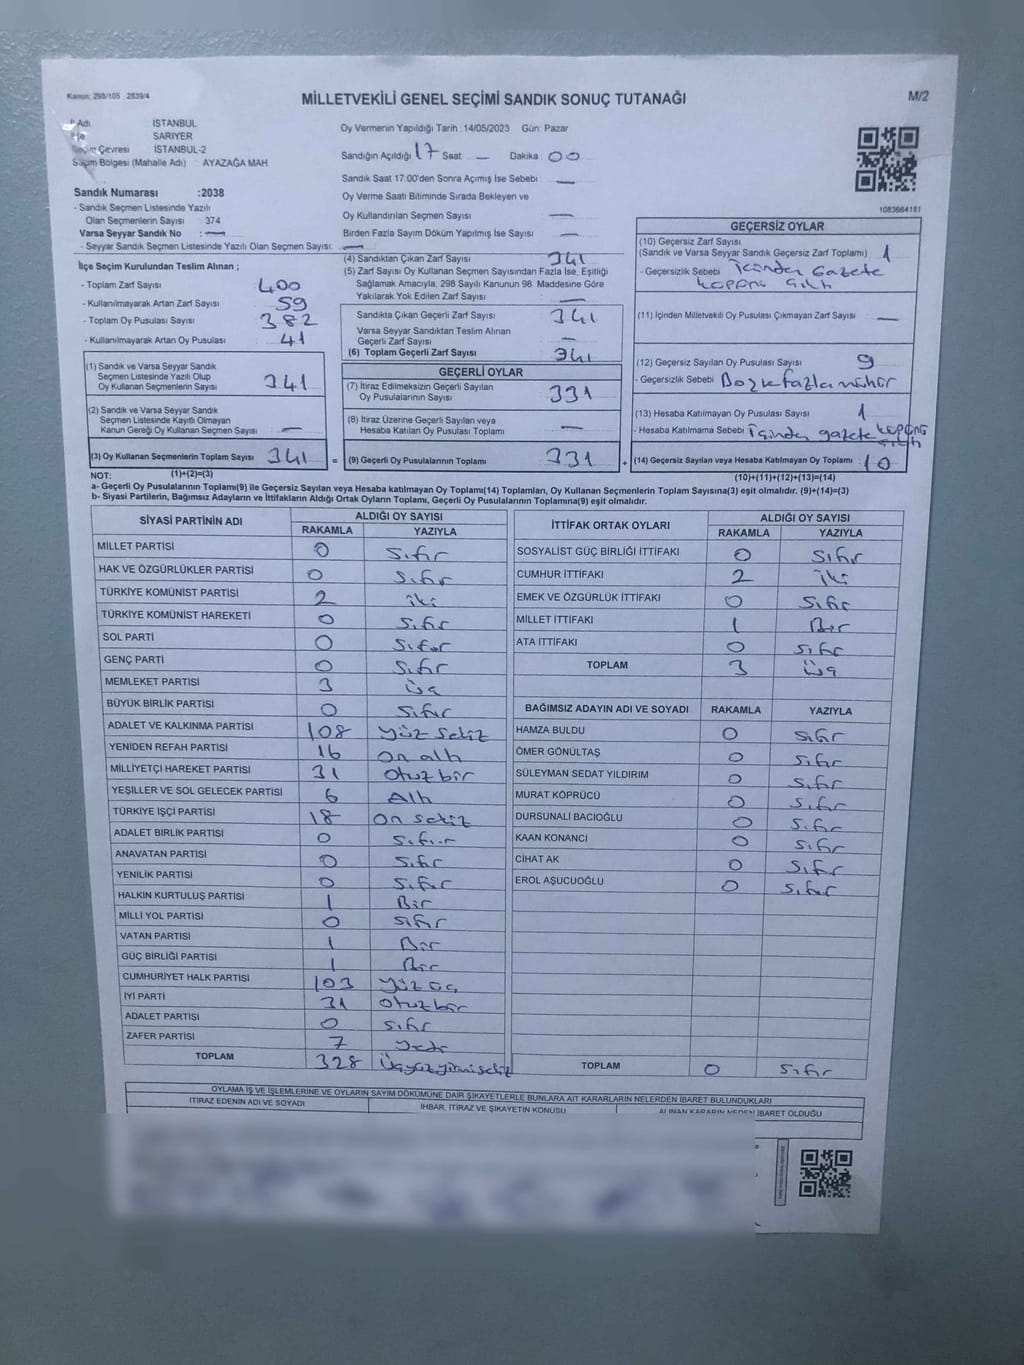 Kanun: 298/105 , 2839/4
MİLLETVEKİLİ GENEL SEÇİMİ SANDIK SONUÇ TUTANAĞI
M/2
Adı İSTANBUL
SARIYER
Çevresi İSTANBUL-2
Seçim Bölgesi (Mahalle Adı) : AYAZAĞA MAH
Sandık Numarası :2038
- Sandık Seçmen Listesinde Yazılı
Olan Seçmenlerin Sayısı 374
Varsa Seyyar Sandık No : —
- Seyyar Sandık Seçmen Listesinde Yazılı Olan Seçmen Sayısı: —
Oy Vermenin Yapıldığı Tarih :14/05/2023 Gün: Pazar
Sandığın Açıldığı 17 Saat — Dakika 00
Sandık Saat 17:00'den Sonra Açımış İse Sebebi : —
Oy Verme Saati Bitiminde Sırada Bekleyen ve
Oy Kullandırılan Seçmen Sayısı —
Birden Fazla Sayım Döküm Yapılmış İse Sayısı : —
1083664161
İlçe Seçim Kurulundan Teslim Alınan ;
- Toplam Zarf Sayısı 400
- Kullanılmayarak Artan Zarf Sayısı 59
- Toplam Oy Pusulası Sayısı 382
- Kullanılmayarak Artan Oy Pusulası 41
(4) Sandıktan Çıkan Zarf Sayısı 341
(5) Zarf Sayısı Oy Kullanan Seçmen Sayısından Fazla İse, Eşitliği
Sağlamak Amacıyla, 298 Sayılı Kanunun 98. Maddesine Göre
Yakılarak Yok Edilen Zarf Sayısı —
Sandıkta Çıkan Geçerli Zarf Sayısı 341
Varsa Seyyar Sandıktan Teslim Alınan
Geçerli Zarf Sayısı —
(6) Toplam Geçerli Zarf Sayısı 341
GEÇERSİZ OYLAR
(10) Geçersiz Zarf Sayısı
(Sandık ve Varsa Seyyar Sandık Geçersiz Zarf Toplamı) : 1
- Geçersizlik Sebebi : içinden Gazete
(11) İçinden Milletvekili Oy Pusulası Çıkmayan Zarf Sayısı —
(12) Geçersiz Sayılan Oy Pusulası Sayısı 9
- Geçersizlik Sebebi
(13) Hesaba Katılmayan Oy Pusulası Sayısı 1
- Hesaba Katılmama Sebebi : içinden gazete
(14) Geçersiz Sayılan veya Hesaba Katılmayan Oy Toplamı : 10
(10)+(11)+(12)+(13)=(14)
(1) Sandık ve Varsa Seyyar Sandık
Seçmen Listesinde Yazılı Olup
Oy Kullanan Seçmenlerin Sayısı 341
(2) Sandık ve Varsa Seyyar Sandık
Seçmen Listesinde Kayıtlı Olmayan
Kanun Gereği Oy Kullanan Seçmen Sayısı —
(3) Oy Kullanan Seçmenlerin Toplam Sayısı 341 =
(1)+(2)=(3)
GEÇERLİ OYLAR
(7) İtiraz Edilmeksizin Geçerli Sayılan
Oy Pusulalarının Sayısı 331
(8) İtiraz Üzerine Geçerli Sayılan veya
Hesaba Katılan Oy Pusulası Toplamı —
(9) Geçerli Oy Pusulalarının Toplamı 331 +
NOT:
a- Geçerli Oy Pusulalarının Toplamı(9) ile Geçersiz Sayılan veya Hesaba katılmayan Oy Toplamı(14) Toplamları, Oy Kullanan Seçmenlerin Toplam Sayısına(3) eşit olmalıdır. (9)+(14)=(3)
b- Siyasi Partilerin, Bağımsız Adayların ve İttifakların Aldığı Ortak Oyların Toplamı, Geçerli Oy Pusulalarının Toplamına(9) eşit olmalıdır.
SİYASİ PARTİNİN ADI ALDIĞI OY SAYISI
RAKAMLA YAZIYLA
MİLLET PARTİSİ 0 Sıfır
HAK VE ÖZGÜRLÜKLER PARTİSİ 0 Sıfır
TÜRKİYE KOMÜNİST PARTİSİ 2 iki
TÜRKİYE KOMÜNİST HAREKETİ 0 Sıfır
SOL PARTİ 0 Sıfır
GENÇ PARTİ 0 Sıfır
MEMLEKET PARTİSİ 3 Üç
BÜYÜK BİRLİK PARTİSİ 0 Sıfır
ADALET VE KALKINMA PARTİSİ 108 Yüz Sekiz
YENİDEN REFAH PARTİSİ 16 On altı
MİLLİYETÇİ HAREKET PARTİSİ 31 Otuz bir
YEŞİLLER VE SOL GELECEK PARTİSİ 6 Altı
TÜRKİYE İŞÇİ PARTİSİ 18 On sekiz
ADALET BİRLİK PARTİSİ 0 Sıfır
ANAVATAN PARTİSİ 0 Sıfır
YENİLİK PARTİSİ 0 Sıfır
HALKIN KURTULUŞ PARTİSİ 1 Bir
MİLLİ YOL PARTİSİ 0 Sıfır
VATAN PARTİSİ 1 Bir
GÜÇ BİRLİĞİ PARTİSİ 1 Bir
CUMHURİYET HALK PARTİSİ 103 Yüz üç
İYİ PARTİ 31 Otuz bir
ADALET PARTİSİ 0 Sıfır
ZAFER PARTİSİ 7 Yedi
TOPLAM 328 Üçyüzyirmisekiz
İTTİFAK ORTAK OYLARI ALDIĞI OY SAYISI
RAKAMLA YAZIYLA
SOSYALİST GÜÇ BİRLİĞİ İTTİFAKI 0 Sıfır
CUMHUR İTTİFAKI 2 iki
EMEK VE ÖZGÜRLÜK İTTİFAKI 0 Sıfır
MİLLET İTTİFAKI 1 Bir
ATA İTTİFAKI 0 Sıfır
TOPLAM 3 Üç
BAĞIMSIZ ADAYIN ADI VE SOYADI RAKAMLA YAZIYLA
HAMZA BULDU 0 Sıfır
ÖMER GÖNÜLTAŞ 0 Sıfır
SÜLEYMAN SEDAT YILDIRIM 0 Sıfır
MURAT KÖPRÜCÜ 0 Sıfır
DURSUNALİ BACIOĞLU 0 Sıfır
KAAN KONANCI 0 Sıfır
CİHAT AK 0 Sıfır
EROL AŞUCUOĞLU 0 Sıfır
TOPLAM 0 Sıfır
OYLAMA İŞ VE İŞLEMLERİNE VE OYLARIN SAYIM DÖKÜMÜNE DAİR ŞİKAYETLERLE BUNLARA AİT KARARLARIN NELERDEN İBARET BULUNDUKLARI
İTİRAZ EDENİN ADI VE SOYADI İHBAR, İTİRAZ VE ŞİKAYETİN KONUSU ALINAN KARARIN NEDEN İBARET OLDUĞU